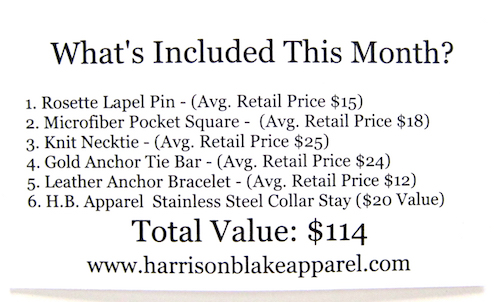 What's Included This Month?
1. Rosette Lapel Pin - (Avg. Retail Price $15)
2. Microfiber Pocket Square -  (Avg. Retail Price $18)
3. Knit Necktie - (Avg. Retail Price $25)
4. Gold Anchor Tie Bar - (Avg. Retail Price $24)
5. Leather Anchor Bracelet - (Avg. Retail Price $12)
6. H.B. Apparel  Stainless Steel Collar Stay ($20 Value)
Total Value: $114
www.harrisonblakeapparel.com